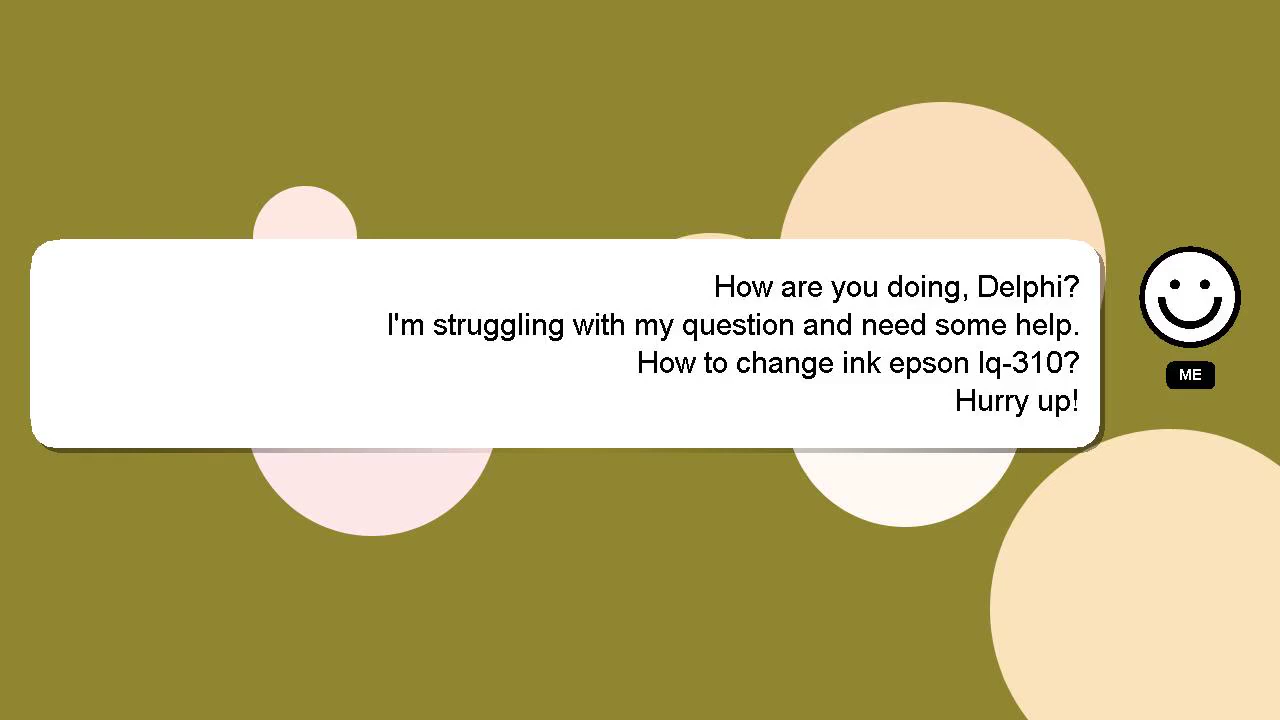 How are you doing, Delphi?
I'm struggling with my question and need some help.
How to change ink epson lq-310?
Hurry up!
ME